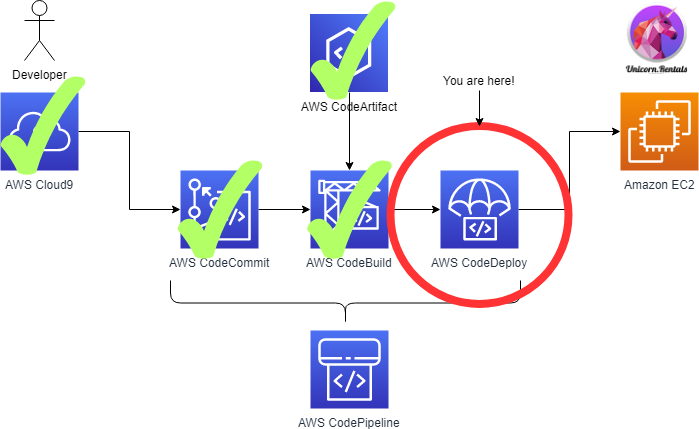 Developer
You are here!
Unicorn.Rentals
AWS CodeArtifact
AWS Cloud9
Amazon EC2
AWS CodeCommit
AWS CodeBuild
AWS CodeDeploy
AWS CodePipeline